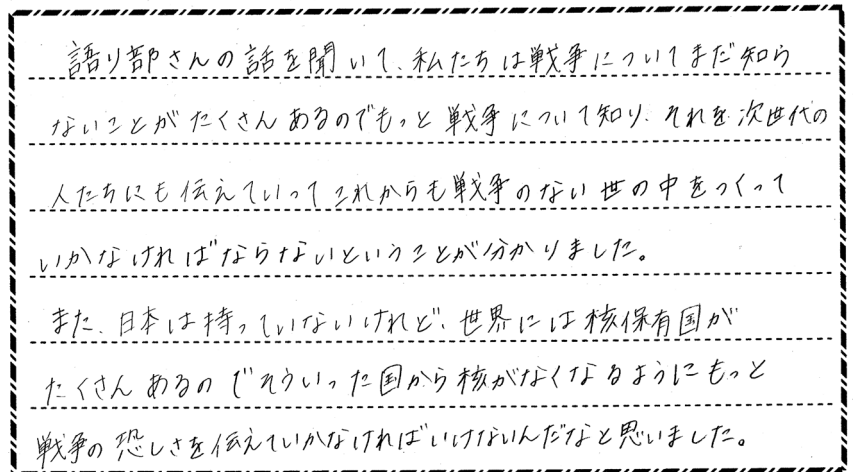 語り部さんの話を聞いて、私たちは戦争についてまだ知ら
ないことがたくさんあるのでもっと戦争について知り、それを次世代の
人たちにも伝えていってこれからも戦争のない世の中をつくって
いかなければならないということが分かりました。
また、日本は持っていないけれど、世界には核保有国が
たくさんあるのでそういった国から核がなくなるようにもっと
戦争の恐しさを伝えていかなければいけないんだなと思いました。